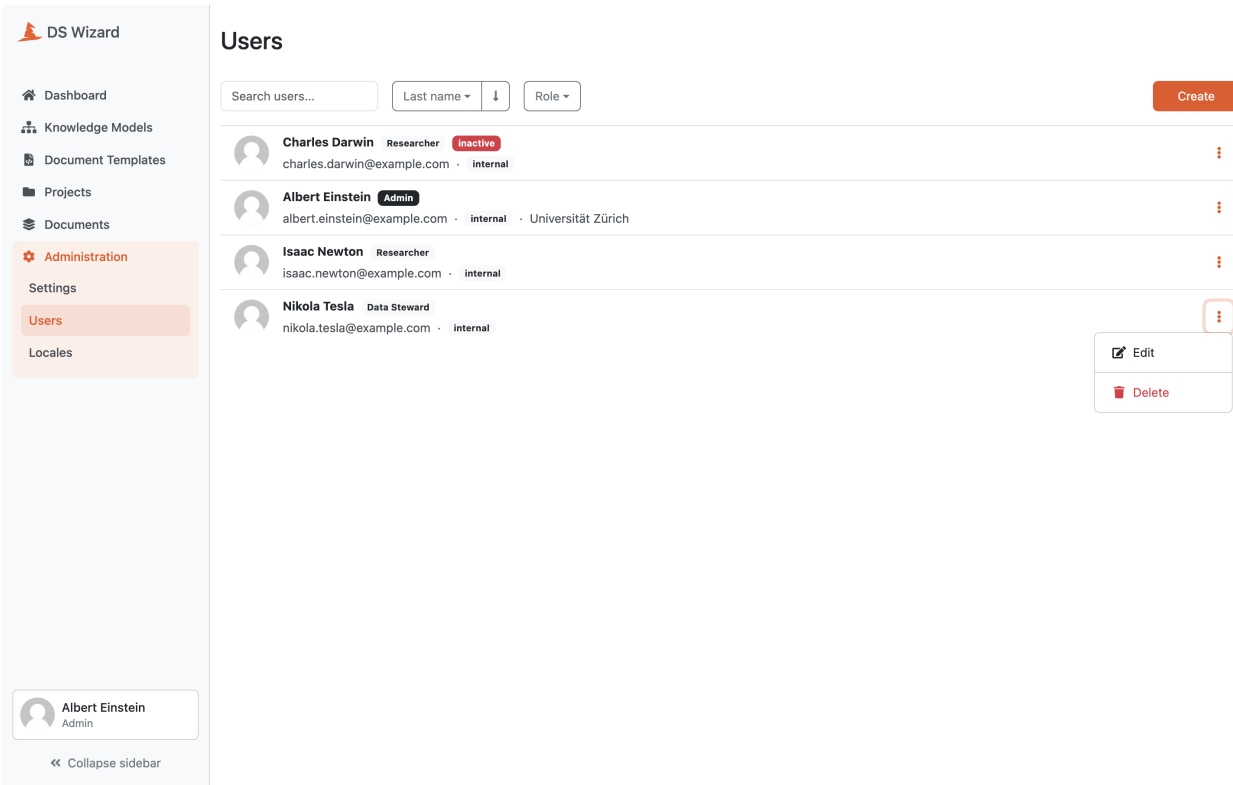 DS Wizard
Dashboard
Knowledge Models
Document Templates
Projects
Documents
Administration
Settings
Users
Locales
Albert Einstein
Admin
Collapse sidebar
Users
Search users...
Last name
Role
Create
Charles Darwin Researcher inactive
charles.darwin@example.com · internal
Albert Einstein Admin
albert.einstein@example.com · internal · Universität Zürich
Isaac Newton Researcher
isaac.newton@example.com · internal
Nikola Tesla Data Steward
nikola.tesla@example.com · internal
Edit
Delete